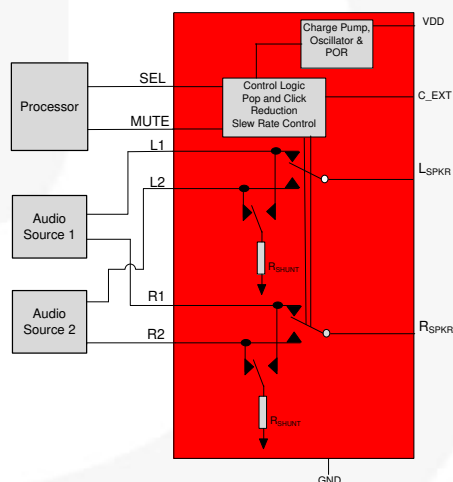 VDD
Charge Pump,
Oscillator &
POR
SEL
Processor
Control Logic
Pop and Click
Reduction
Slew Rate Control
C_EXT
MUTE
L1
LSPKR
L2
Audio
Source 1
RSHUNT
R1
Audio
Source 2
RSPKR
R2
RSHUNT
GND